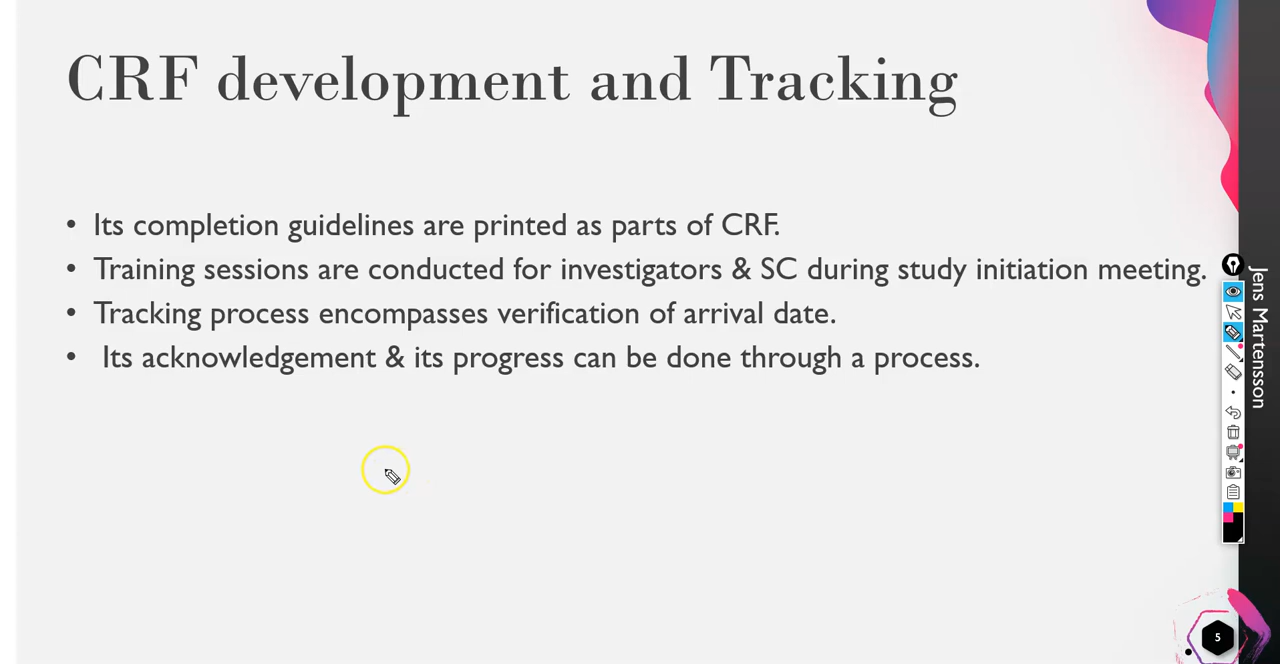 CRF development and Tracking
• Its completion guidelines are printed as parts of CRF.
• Training sessions are conducted for investigators & SC during study initiation meeting.
• Tracking process encompasses verification of arrival date.
• Its acknowledgement & its progress can be done through a process.
Jens Martensson
5